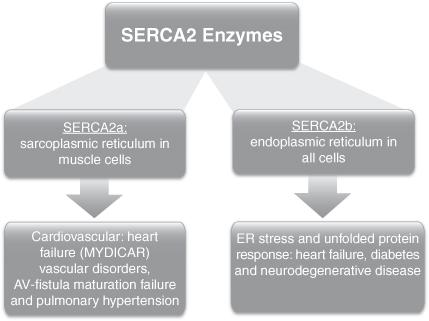 SERCA2 Enzymes
SERCA2a:
sarcoplasmic reticulum in
muscle cells
SERCA2b:
endoplasmic reticulum in
all cells
Cardiovascular: heart
failure (MYDICAR)
vascular disorders,
AV-fistula maturation failure
and pulmonary hypertension
ER stress and unfolded protein
response: heart failure, diabetes
and neurodegenerative disease